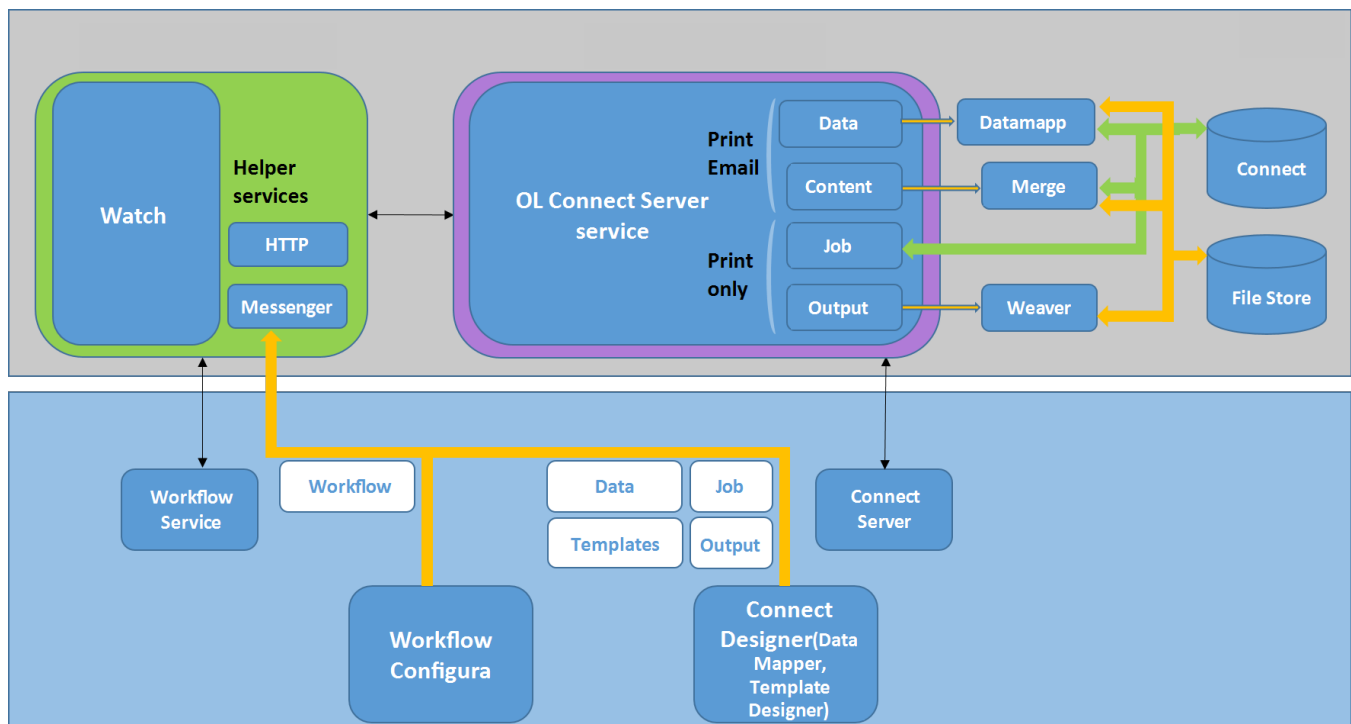 Watch
Helper
services
HTTP
Messenger
OL Connect Server
service
Print
Email
Print
only
Data
Content
Job
Output
Datamapp
Merge
Weaver
Connect
File Store
Workflow
Service
Workflow
Data
Job
Templates
Output
Connect
Server
Workflow
Configura
Connect
Designer(Data
Mapper,
Template
Designer)